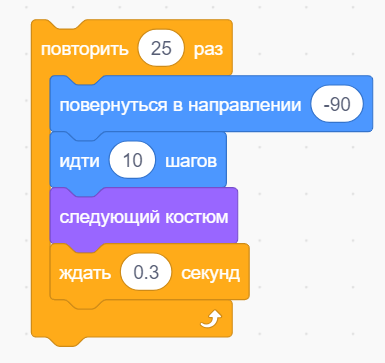 повторить 25 раз
повернуться в направлении -90
идти 10 шагов
следующий костюм
ждать 0.3 секунд